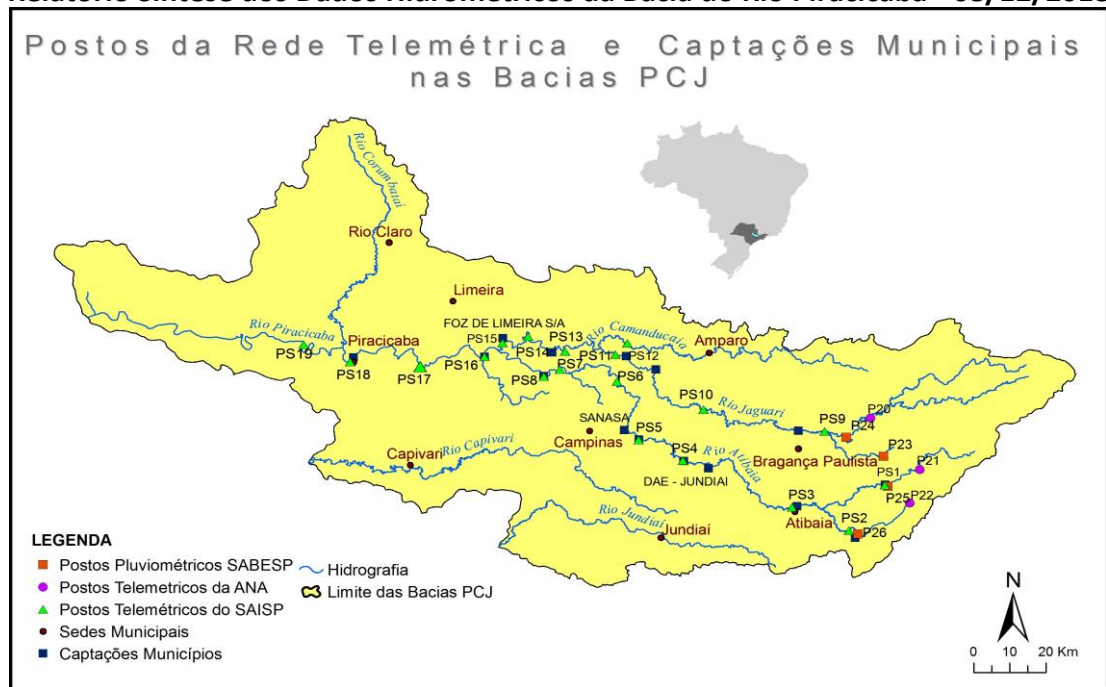 Postos da Rede Telemétrica e Captações Municipais
nas Bacias PCJ
Rio Corumbataí
Rio Claro
Limeira
FOZ DE LIMEIRA S/A
Rio Camanducaia
Amparo
Rio Piracicaba
Piracicaba
PS19
PS18
PS17
PS16
PS15
PS14
PS13
PS11
PS12
PS8
PS7
PS6
PS10
Rio Jaguari
PS9
P20
P24
P23
P21
PS1
P25
P22
SANASA
PS5
Campinas
PS4
Rio Atibaia
Bragança Paulista
DAE - JUNDIAI
Capivari
Rio Capivari
PS3
Atibaia
PS2
P26
Rio Jundiaí
Jundiaí
LEGENDA
Postos Pluviométricos SABESP
Hidrografia
Postos Telemetricos da ANA
Limite das Bacias PCJ
Postos Telemétricos do SAISP
Sedes Municipais
Captações Municípios
N
0 10 20 Km